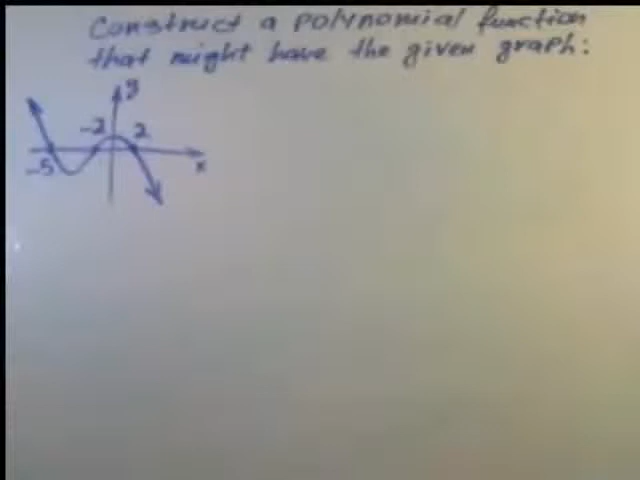 Construct a polynomial function
that might have the given graph:
y
-2 2
-5 x